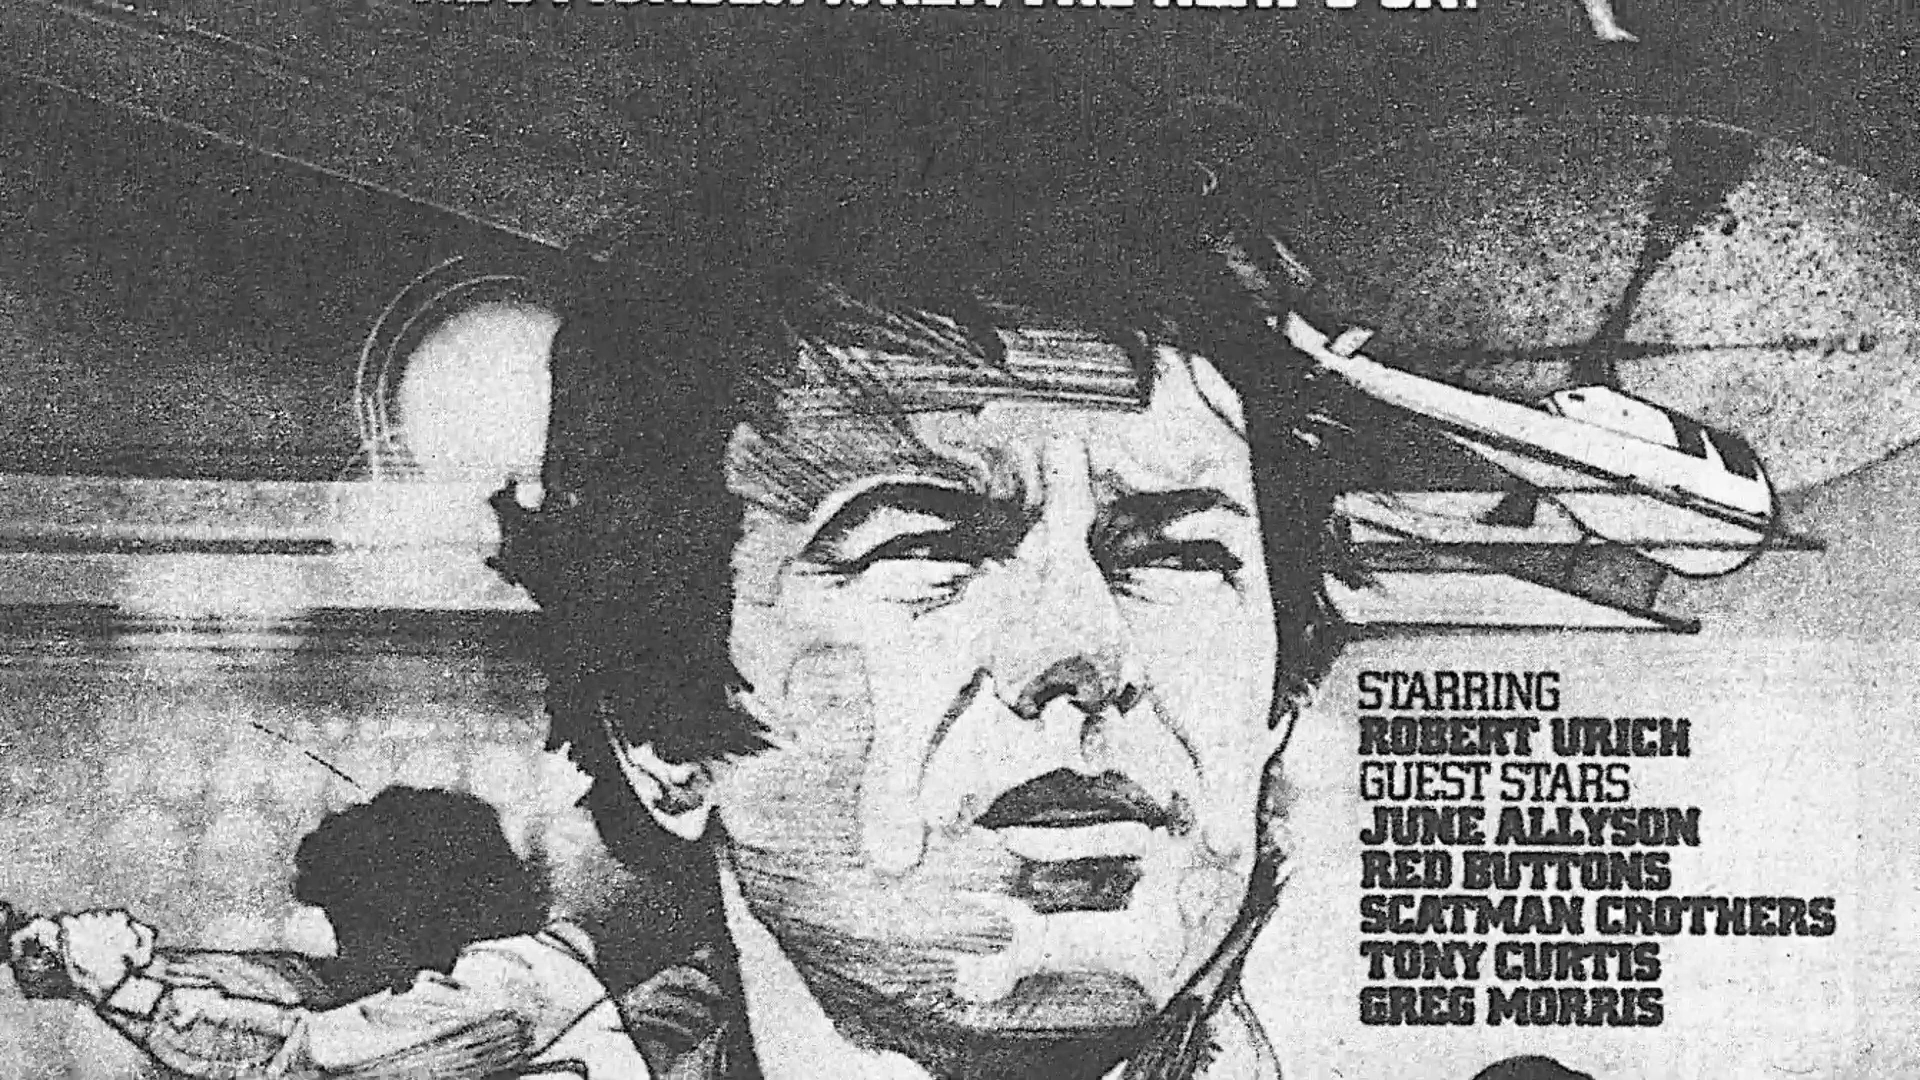 STARRING
ROBERT URICH
GUEST STARS
JUNE ALLYSON
RED BUTTONS
SCATMAN CROTHERS
TONY CURTIS
GREG MORRIS